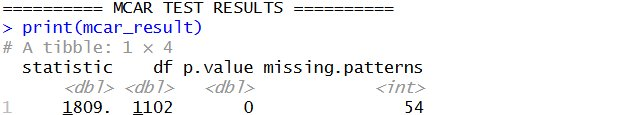 ========== MCAR TEST RESULTS ==========
> print(mcar_result)
# A tibble: 1 × 4
  statistic    df p.value missing.patterns
      <dbl> <dbl>   <dbl>            <int>
1     1809.  1102       0               54